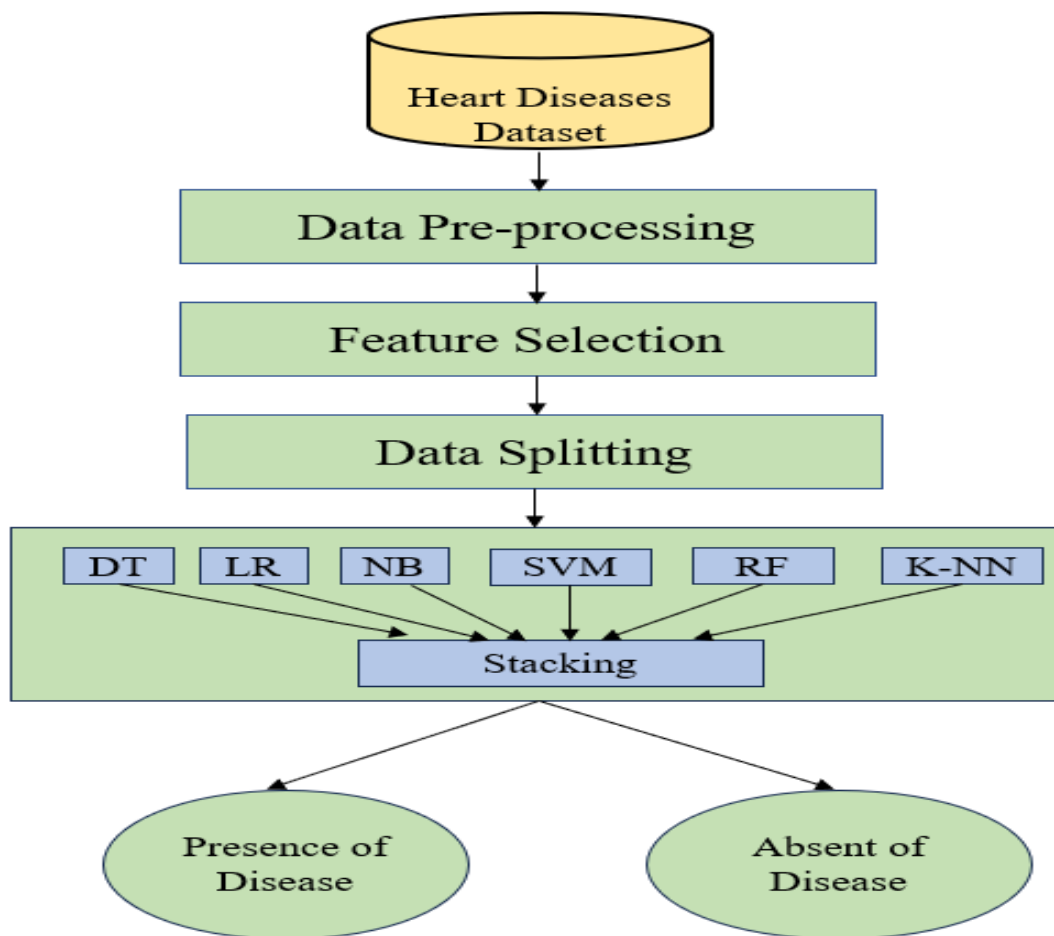 Heart Diseases
Dataset
Data Pre-processing
Feature Selection
Data Splitting
DT
LR
NB
SVM
RF
K-NN
Stacking
Presence of
Disease
Absent of
Disease